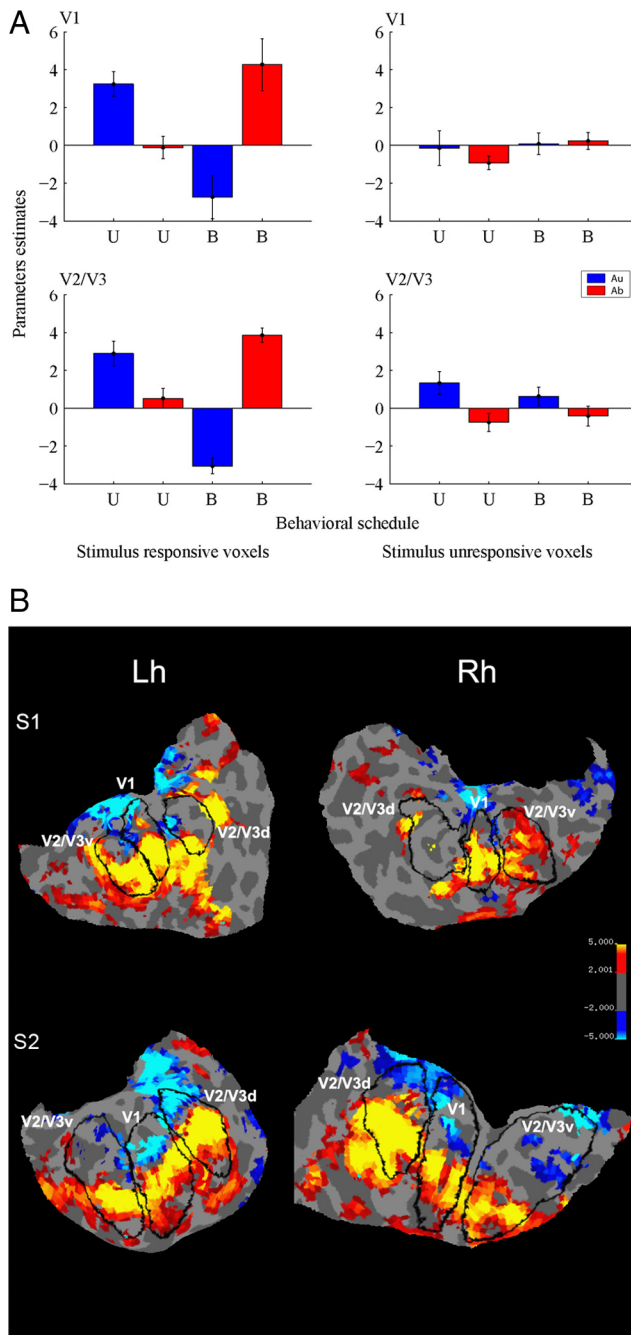 A
V1
V1
6
4
2
0
−2
−4
U U B B
6
4
2
0
−2
−4
U U B B
Parameters estimates
V2/V3
V2/V3
6
4
2
0
−2
−4
U U B B
6
4
2
0
−2
−4
U U B B
Au
Ab
Behavioral schedule
Stimulus responsive voxels
Stimulus unresponsive voxels
B
Lh
Rh
S1
V1
V2/V3v
V2/V3d
V2/V3d
V1
V2/V3v
5.000
2.001
-2.000
-5.000
S2
V2/V3v
V1
V2/V3d
V2/V3d
V1
V2/V3v